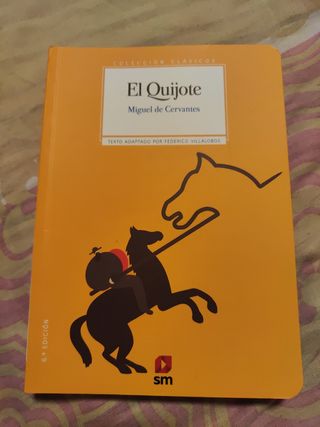 COLECCIÓN CLÁSICOS
El Quijote
Miguel de Cervantes
TEXTO ADAPTADO POR FEDERICO VILLALOBOS
6.ª EDICIÓN
sm